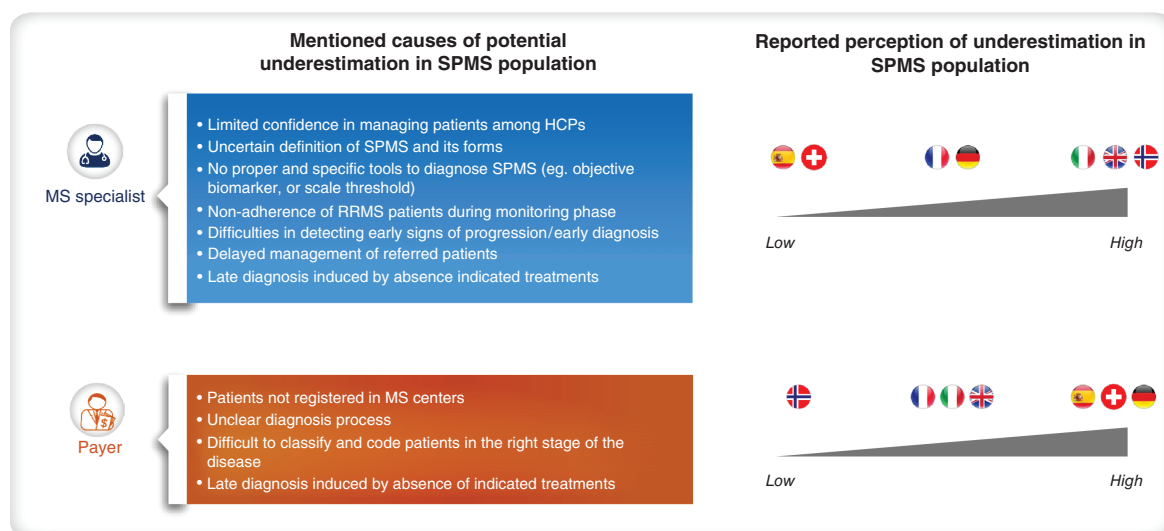 Mentioned causes of potential
underestimation in SPMS population
Reported perception of underestimation in
SPMS population
MS specialist
• Limited confidence in managing patients among HCPs
• Uncertain definition of SPMS and its forms
• No proper and specific tools to diagnose SPMS (eg. objective
biomarker, or scale threshold)
• Non-adherence of RRMS patients during monitoring phase
• Difficulties in detecting early signs of progression/early diagnosis
• Delayed management of referred patients
• Late diagnosis induced by absence indicated treatments
Low
High
$
Payer
• Patients not registered in MS centers
• Unclear diagnosis process
• Difficult to classify and code patients in the right stage of the
disease
• Late diagnosis induced by absence of indicated treatments
Low
High